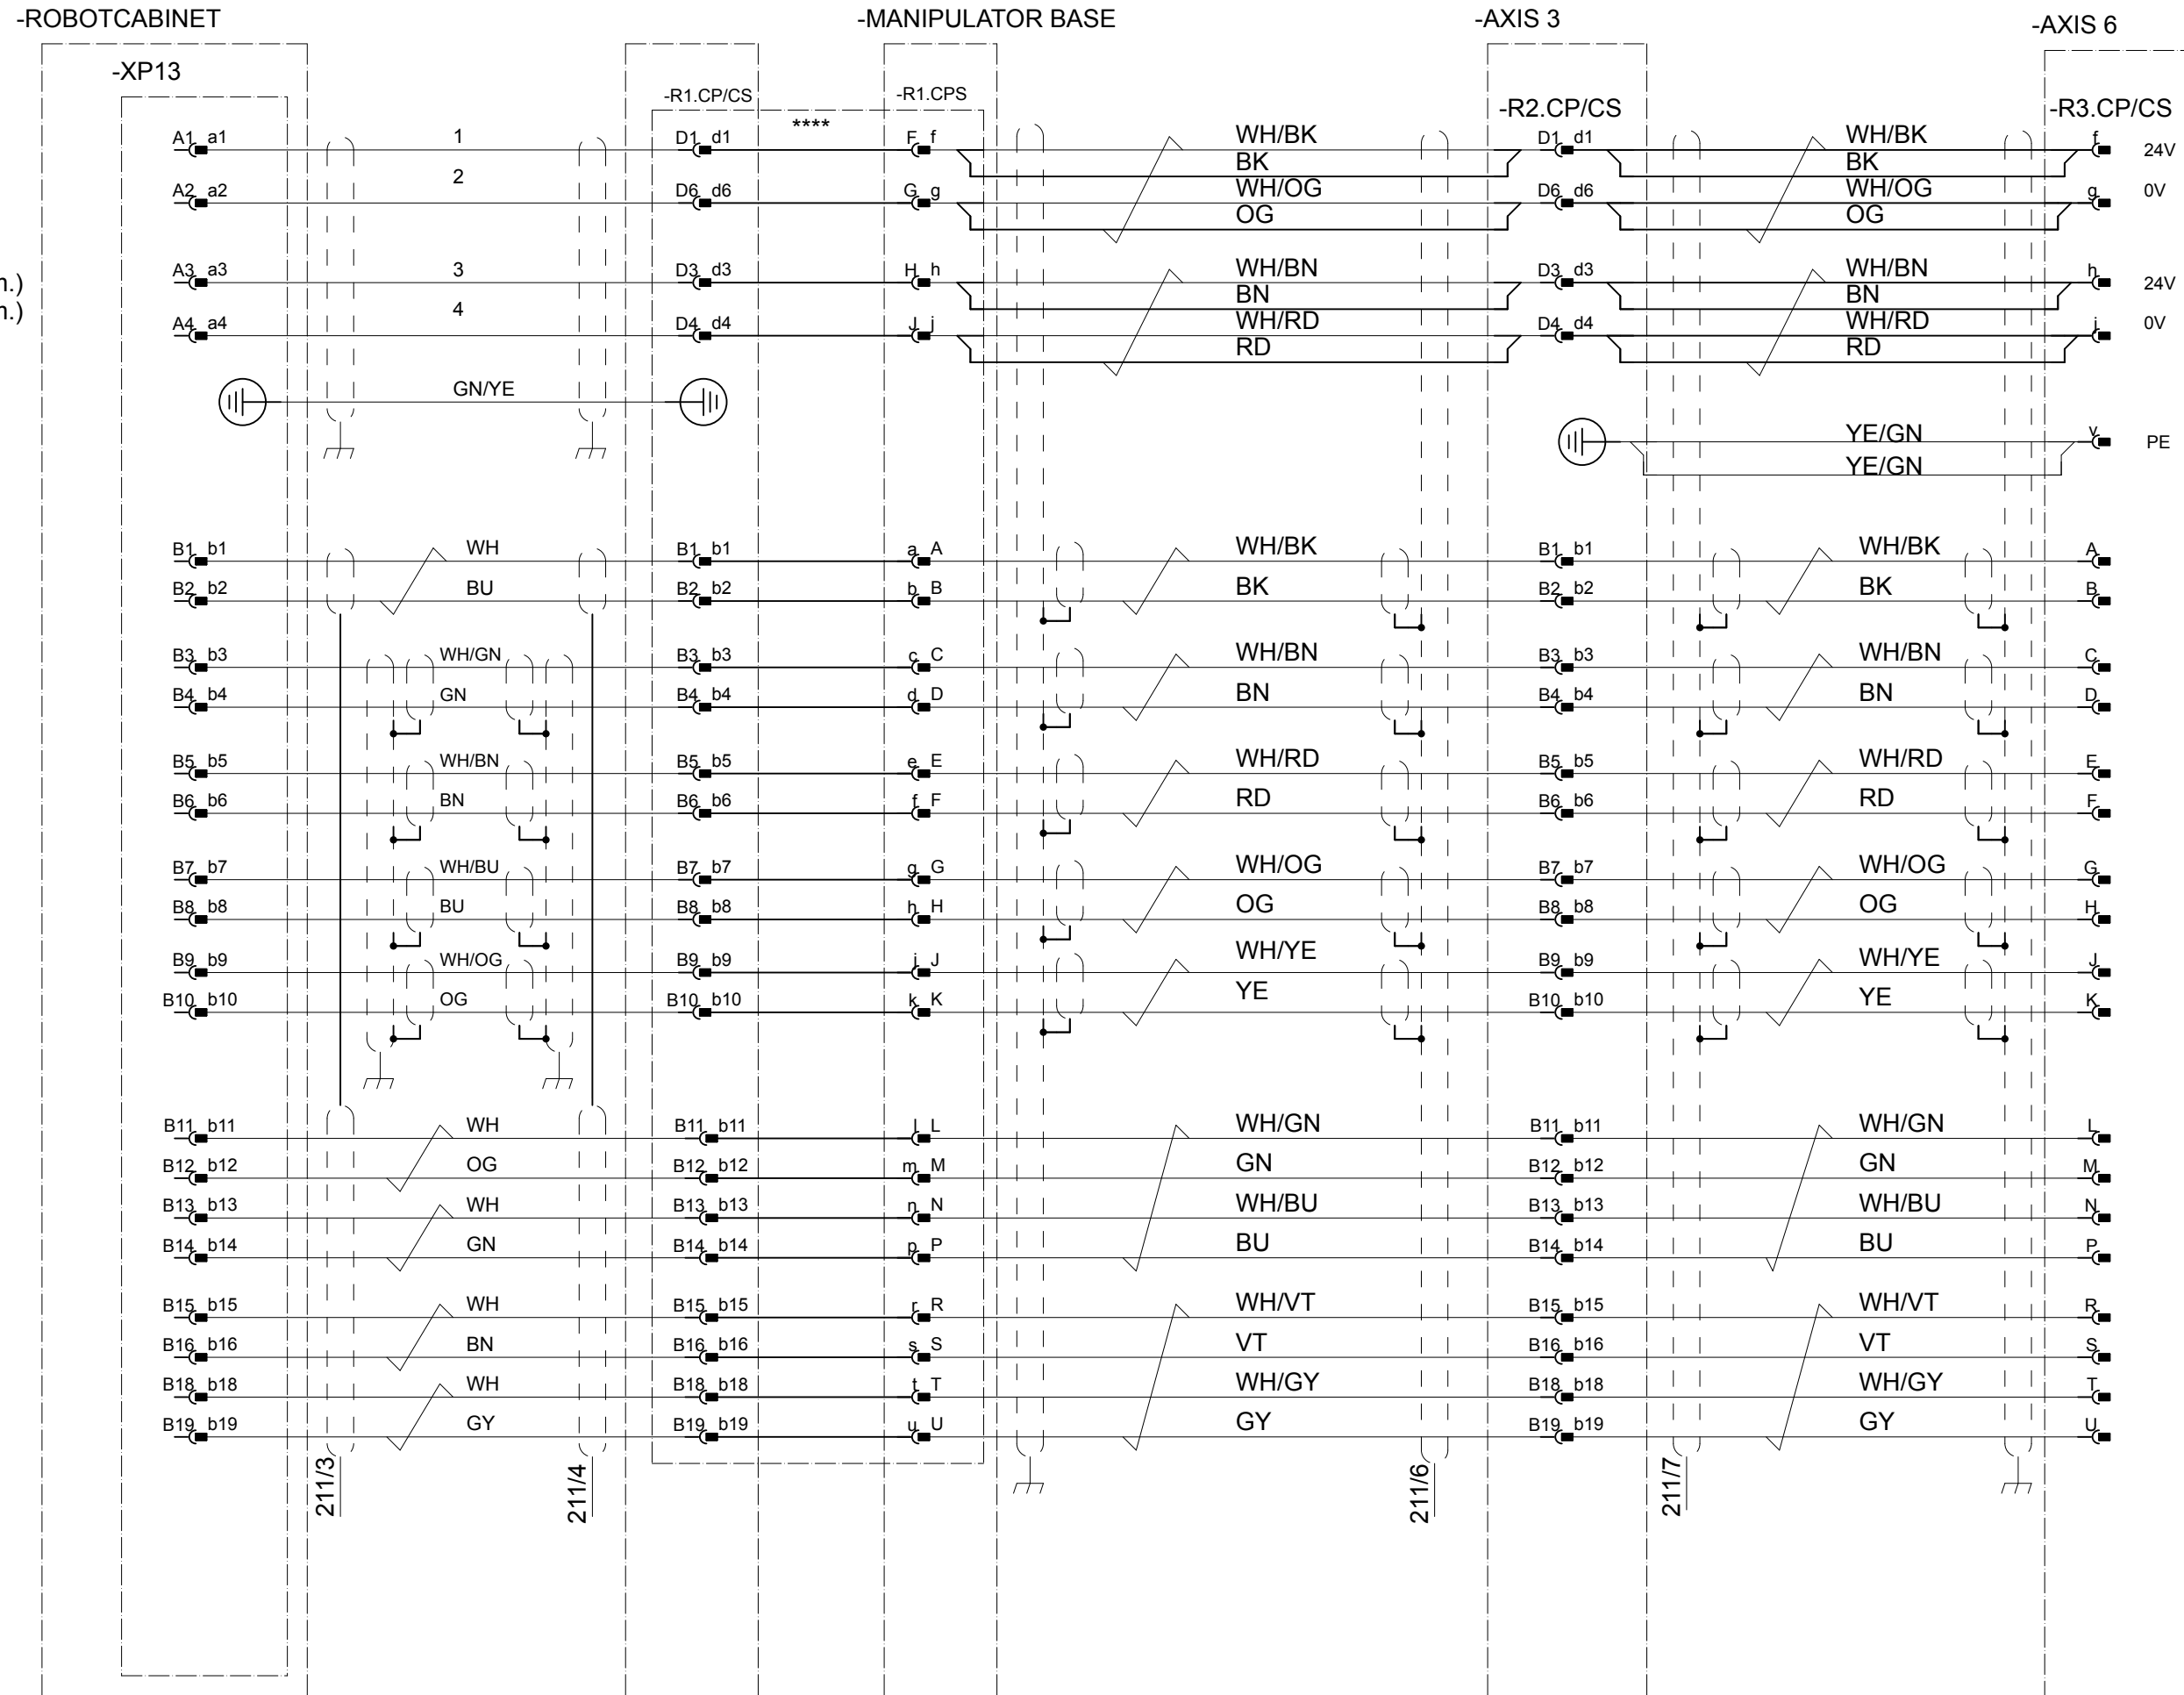 -ROBOTCABINET -MANIPULATOR BASE -AXIS 3 -AXIS 6
-XP13
-R1.CP/CS -R1.CPS -R2.CP/CS -R3.CP/CS
****
A1 a1 1 D1 d1 F f WH/BK D1 d1 WH/BK f 24V
2 BK BK
A2 a2 D6 d6 G g WH/OG D6 d6 WH/OG g 0V
OG OG
A3 a3 3 D3 d3 H h WH/BN D3 d3 WH/BN h 24V
n.)
4 BN BN
n.)
A4 a4 D4 d4 J j WH/RD D4 d4 WH/RD j 0V
RD RD
GN/YE
YE/GN v PE
YE/GN
B1 b1 WH B1 b1 a A WH/BK B1 b1 WH/BK A
B2 b2 BU B2 b2 b B BK B2 b2 BK B
B3 b3 WH/GN B3 b3 c C WH/BN B3 b3 WH/BN C
B4 b4 GN B4 b4 d D BN B4 b4 BN D
B5 b5 WH/BN B5 b5 e E WH/RD B5 b5 WH/RD E
B6 b6 BN B6 b6 f F RD B6 b6 RD F
B7 b7 WH/BU B7 b7 g G WH/OG B7 b7 WH/OG G
B8 b8 BU B8 b8 h H OG B8 b8 OG H
B9 b9 WH/OG B9 b9 j J WH/YE B9 b9 WH/YE J
B10 b10 OG B10 b10 k K YE B10 b10 YE K
B11 b11 WH B11 b11 l L WH/GN B11 b11 WH/GN L
B12 b12 OG B12 b12 m M GN B12 b12 GN M
B13 b13 WH B13 b13 n N WH/BU B13 b13 WH/BU N
B14 b14 GN B14 b14 p P BU B14 b14 BU P
B15 b15 WH B15 b15 r R WH/VT B15 b15 WH/VT R
B16 b16 BN B16 b16 s S VT B16 b16 VT S
B18 b18 WH B18 b18 t T WH/GY B18 b18 WH/GY T
B19 b19 GY B19 b19 u U GY B19 b19 GY U
211/3 211/4 211/6 211/7